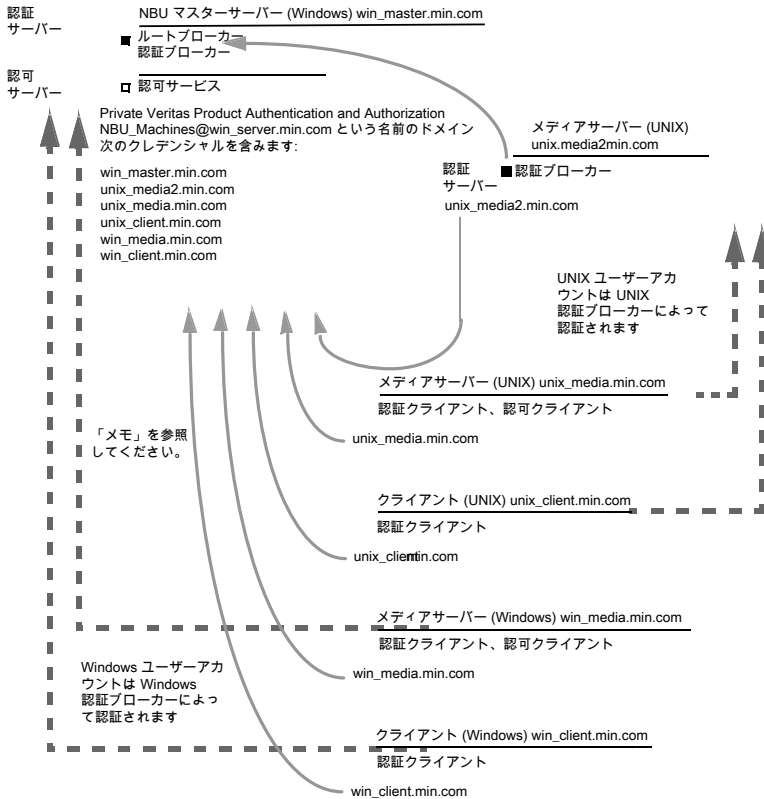 認証
サーバー
NBU マスターサーバー (Windows) win_master.min.com
ルートブローカー
認証ブローカー
認可
サーバー
認可サービス
Private Veritas Product Authentication and Authorization
NBU_Machines@win_server.min.com という名前のドメイン
次のクレデンシャルを含みます:
win_master.min.com
unix_media2.min.com
unix_media.min.com
unix_client.min.com
win_media.min.com
win_client.min.com
メディアサーバー (UNIX)
unix.media2min.com
認証
サーバー
認証ブローカー
unix_media2.min.com
UNIX ユーザーアカ
ウントは UNIX
認証ブローカーによって
認証されます
メディアサーバー (UNIX) unix_media.min.com
認証クライアント、認可クライアント
unix_media.min.com
「メモ」を参照
してください。
クライアント (UNIX) unix_client.min.com
認証クライアント
unix_client.min.com
メディアサーバー (Windows) win_media.min.com
認証クライアント、認可クライアント
win_media.min.com
Windows ユーザーアカ
ウントは Windows
認証ブローカーによっ
て認証されます
クライアント (Windows) win_client.min.com
認証クライアント
win_client.min.com